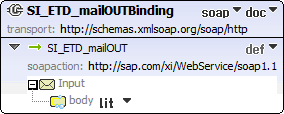 SI_ETD_mailOUTBinding soap doc
transport: http://schemas.xmlsoap.org/soap/http
SI_ETD_mailOUT def
soapaction: http://sap.com/xi/WebService/soap1.1
Input
body lit